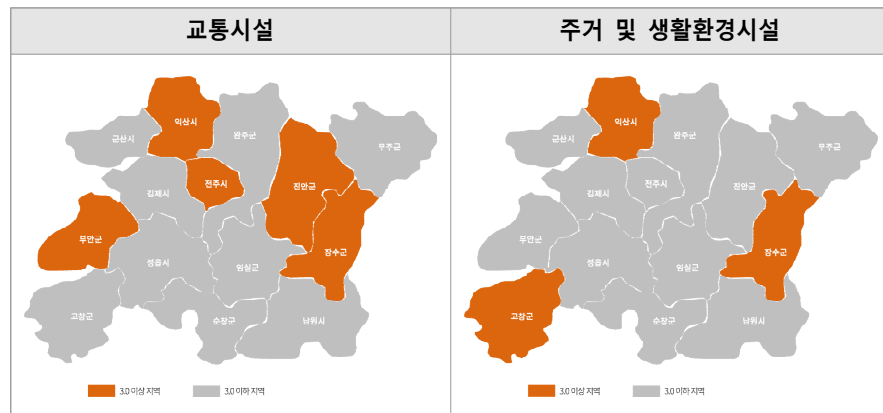 교통시설
주거 및 생활환경시설
익산시
군산시
완주군
무주군
전주시
진안군
김제시
부안군
장수군
정읍시
임실군
고창군
순창군
남원시
3.0 이상 지역
3.0 이하 지역
익산시
군산시
완주군
무주군
전주시
진안군
김제시
부안군
장수군
정읍시
임실군
고창군
순창군
남원시
3.0 이상 지역
3.0 이하 지역